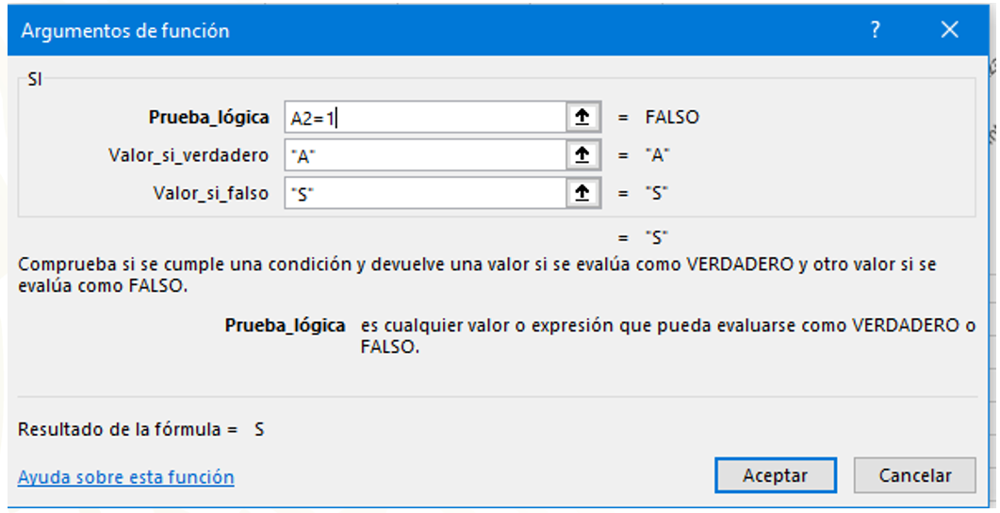 Argumentos de función ? ×
SI
Prueba_lógica A2=1 = FALSO
Valor_si_verdadero "A" = "A"
Valor_si_falso "S" = "S"
= "S"
Comprueba si se cumple una condición y devuelve una valor si se evalúa como VERDADERO y otro valor si se
evalúa como FALSO.
Prueba_lógica es cualquier valor o expresión que pueda evaluarse como VERDADERO o
FALSO.
Resultado de la fórmula = S
Ayuda sobre esta función Aceptar Cancelar